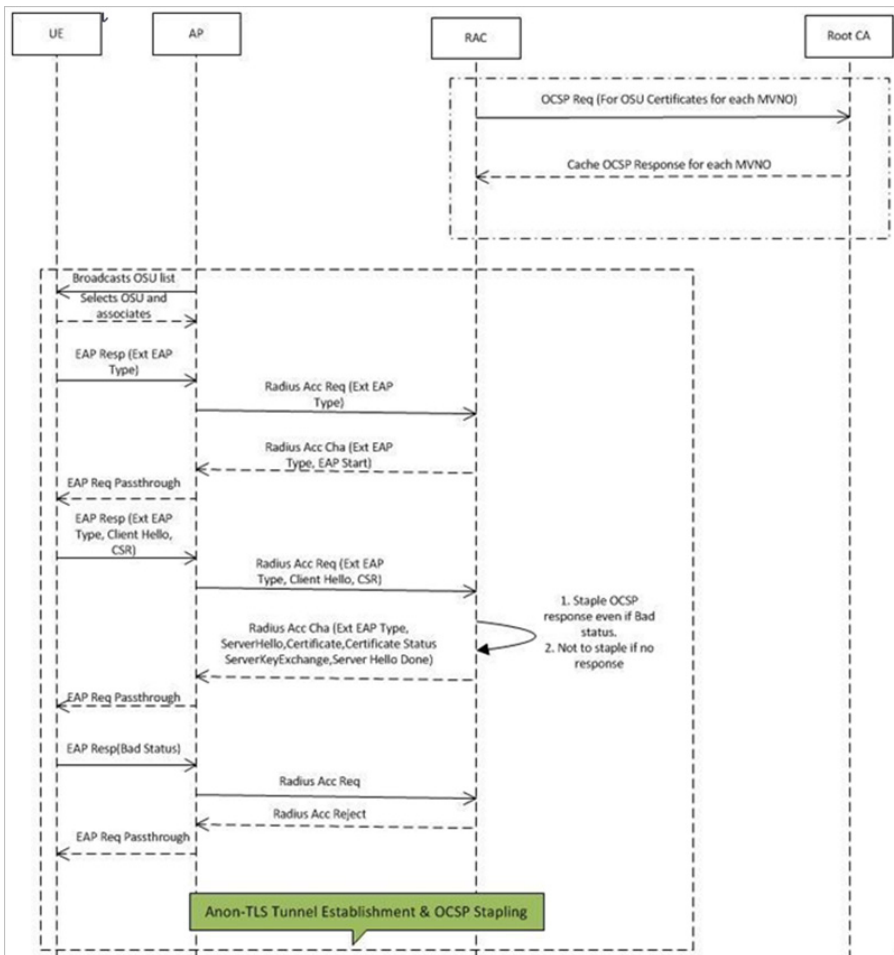 UE
AP
RAC
Root CA
OCSP Req (For OSU Certificates for each MVNO)
Cache OCSP Response for each MVNO
Broadcasts OSU list
Selects OSU and
associates
EAP Resp (Ext EAP
Type)
Radius Acc Req (Ext EAP
Type)
Radius Acc Cha (Ext EAP
Type, EAP Start)
EAP Req Passthrough
EAP Resp (Ext EAP
Type, Client Hello,
CSR)
Radius Acc Req (Ext EAP
Type, Client Hello, CSR)
1. Staple OCSP
response even if Bad
status.
2. Not to staple if no
response
Radius Acc Cha (Ext EAP Type,
ServerHello,Certificate,Certificate Status
ServerKeyExchange,Server Hello Done)
EAP Req Passthrough
EAP Resp(Bad Status)
Radius Acc Req
Radius Acc Reject
EAP Req Passthrough
Anon-TLS Tunnel Establishment & OCSP Stapling